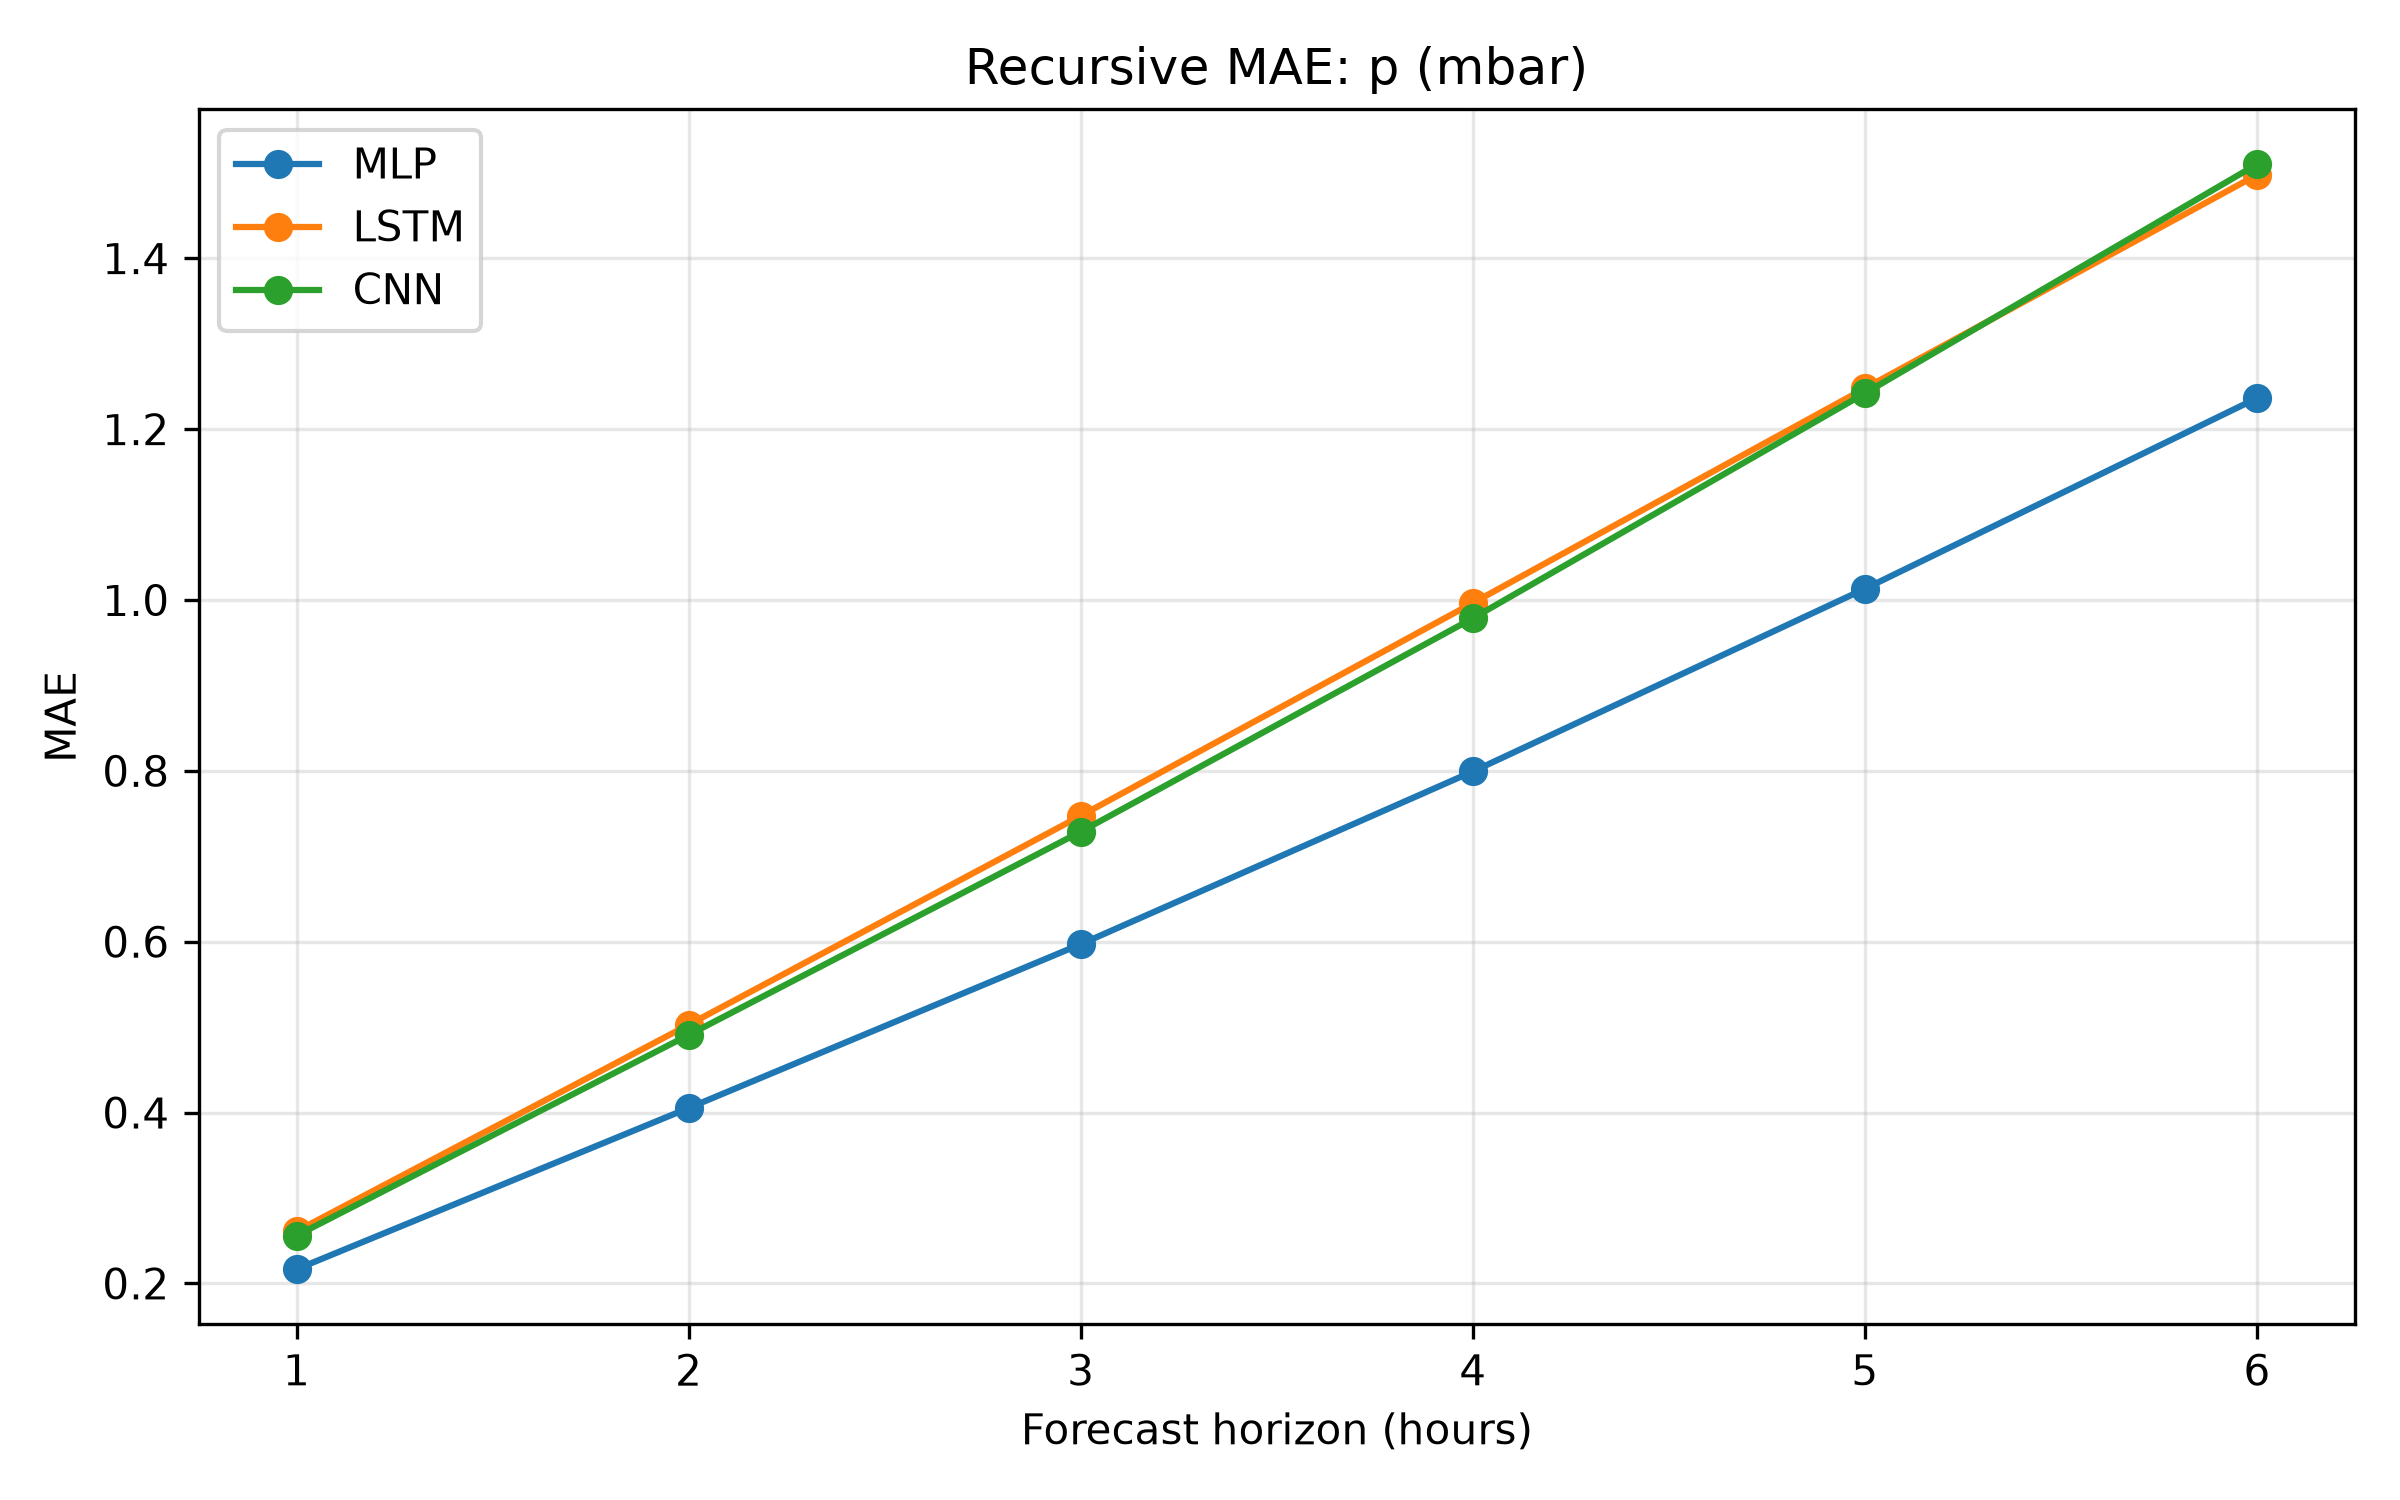 Recursive MAE: p (mbar)
MLP
LSTM
CNN
1.4
1.2
1.0
0.8
0.6
0.4
0.2
MAE
1 2 3 4 5 6
Forecast horizon (hours)